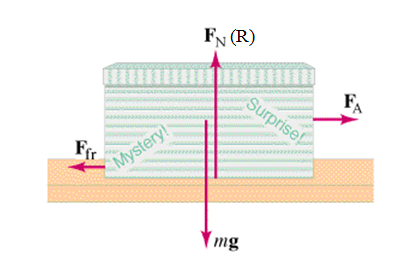 F_N (R)
F_A
Surprise!
Mystery!
F_fr
mg